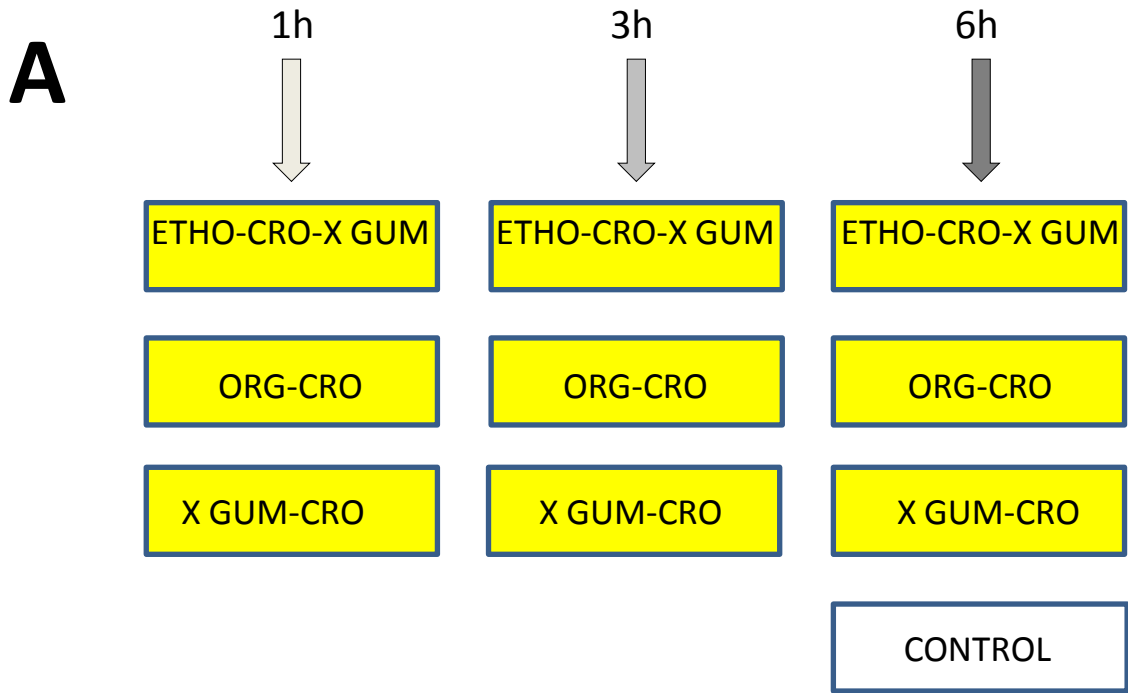 A
1h 3h 6h
ETHO-CRO-X GUM ETHO-CRO-X GUM ETHO-CRO-X GUM
ORG-CRO ORG-CRO ORG-CRO
X GUM-CRO X GUM-CRO X GUM-CRO
CONTROL